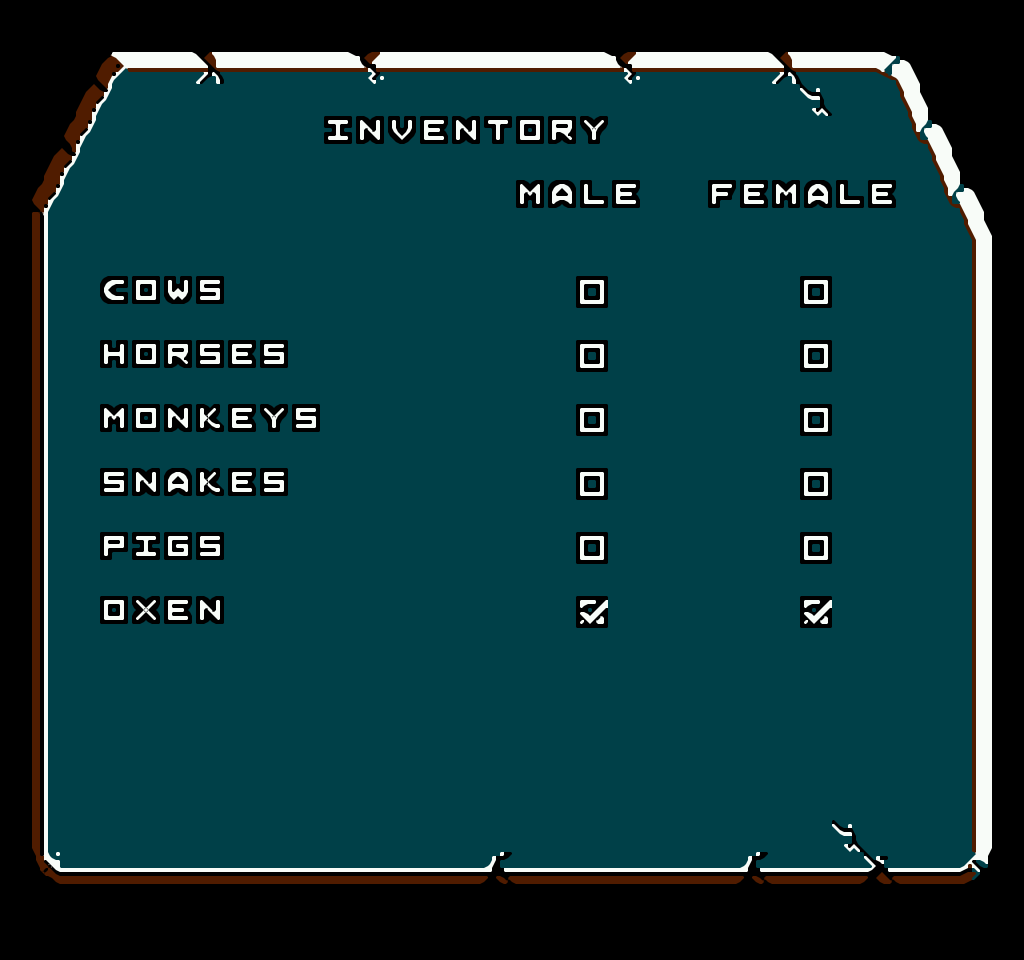 INVENTORY
MALE FEMALE
COWS
HORSES
MONKEYS
SNAKES
PIGS
OXEN